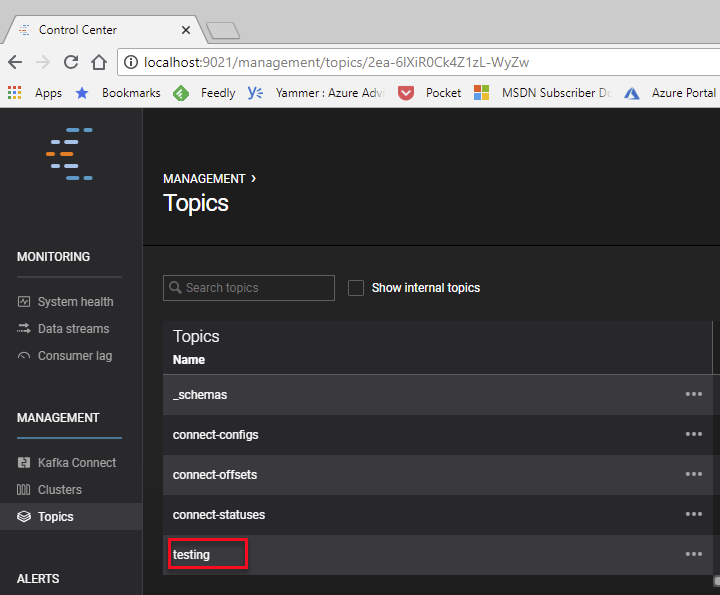 Control Center
localhost:9021/management/topics/2ea-6lXiR0Ck4Z1zL-WyZw
Apps Bookmarks Feedly Yammer : Azure Adv Pocket MSDN Subscriber Do Azure Portal
MANAGEMENT ›
Topics
MONITORING
System health
Data streams
Consumer lag
MANAGEMENT
Kafka Connect
Clusters
Topics
ALERTS
Search topics
Show internal topics
Topics
Name
_schemas
connect-configs
connect-offsets
connect-statuses
testing